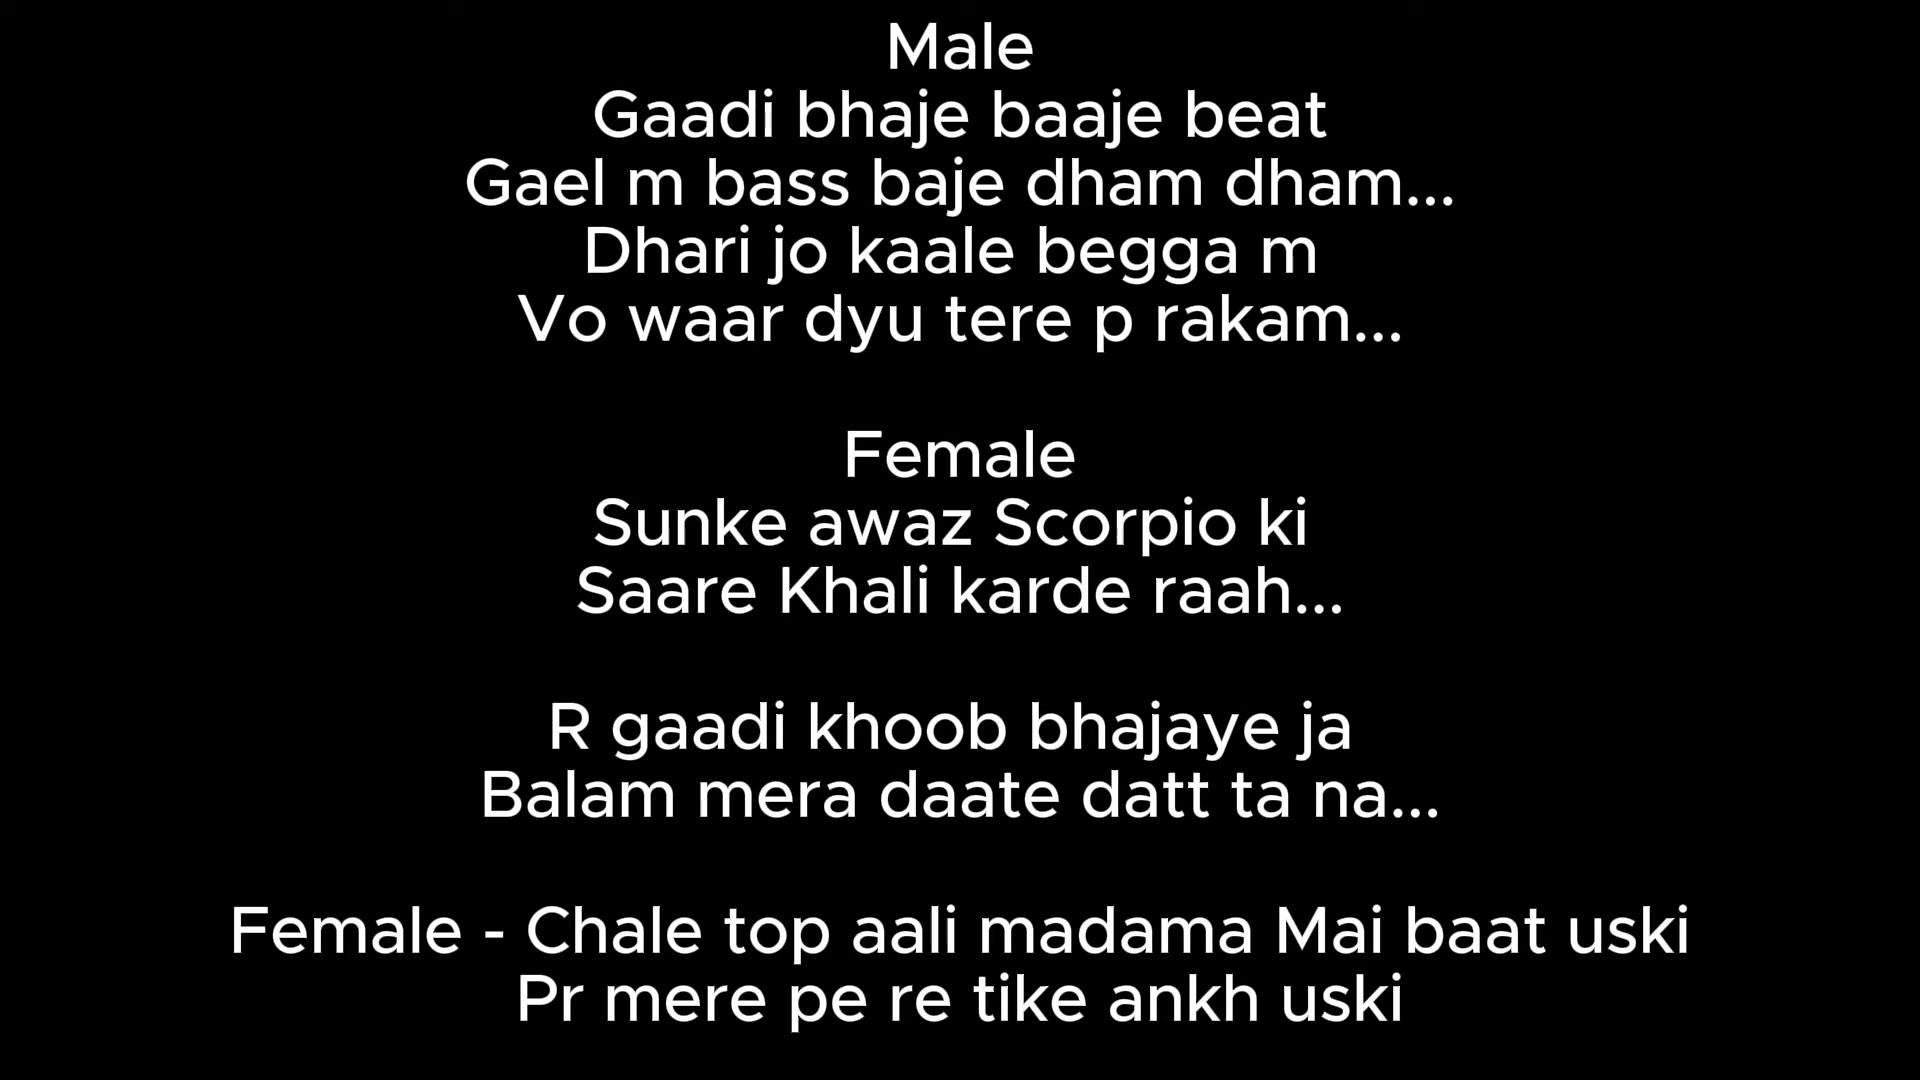 Male
Gaadi bhaje baaje beat
Gael m bass baje dham dham...
Dhari jo kaale begga m
Vo waar dyu tere p rakam...
Female
Sunke awaz Scorpio ki
Saare Khali karde raah...
R gaadi khoob bhajaye ja
Balam mera daate datt ta na...
Female - Chale top aali madama Mai baat uski
Pr mere pe re tike ankh uski